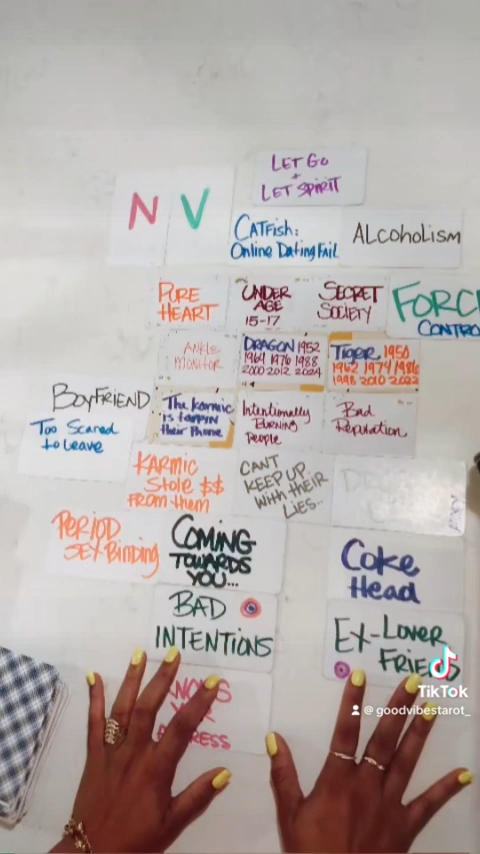 LET GO
+
LET SPIRIT
N V
CATFISH:
Online Dating Fail
ALCOHOLISM
PURE
HEART
UNDER
AGE
15-17
SECRET
SOCIETY
CONTRO
ANKLE
MONITOR
DRAGON 1952
1964 1976 1988
2000 2012 2024
TIGER 1950
1962 1974 1986
1998 2010 2022
BOYFRIEND
Too Scared
to Leave
The Karmic
is tappin
their Phone
Intentionally
BURNING
People
Bad
Reputation
KARMIC
Stole $$
FROM them
CAN'T
KEEP UP
With THEIR
LIES..
PERIOD
SEX Binding
COMING
TOWARDS
YOU...
Coke
Head
BAD
INTENTIONS
EX-LOVER
YOUR
ADDRESS
TikTok
@goodvibestarot_